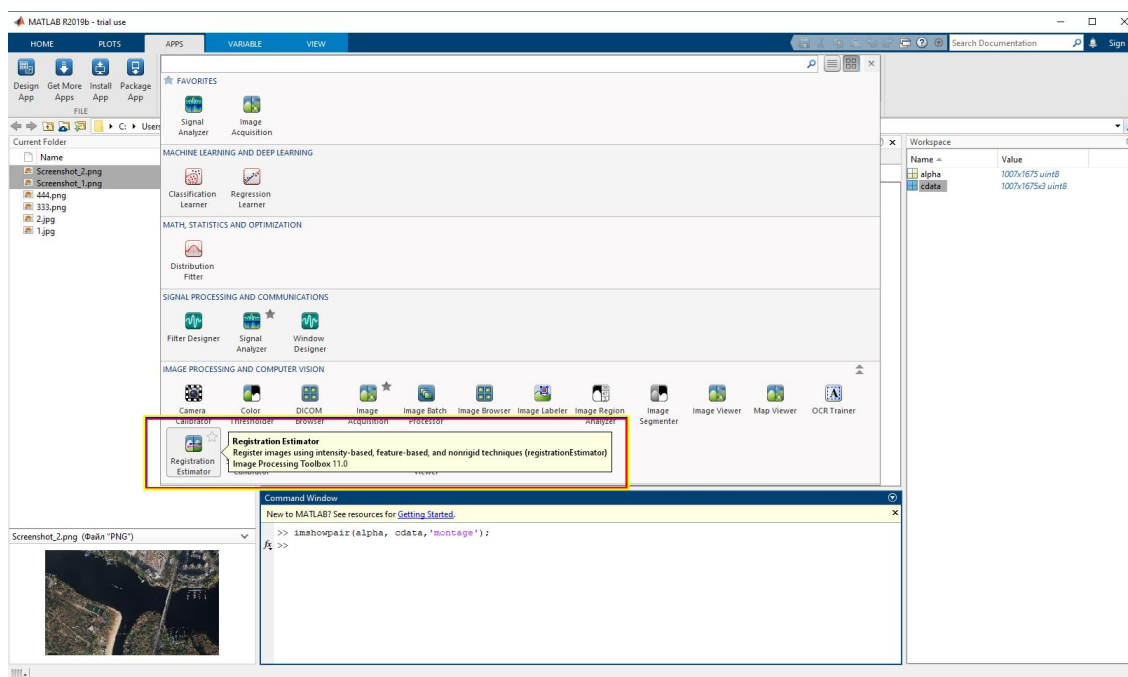 MATLAB R2019b - trial use
HOME PLOTS APPS VARIABLE VIEW
Search Documentation
Sign
Design App
Get More Apps
Install App
Package App
FILE
C: Users
FAVORITES
Signal Analyzer
Image Acquisition
MACHINE LEARNING AND DEEP LEARNING
Classification Learner
Regression Learner
MATH, STATISTICS AND OPTIMIZATION
Distribution Fitter
SIGNAL PROCESSING AND COMMUNICATIONS
Filter Designer
Signal Analyzer
Window Designer
IMAGE PROCESSING AND COMPUTER VISION
Camera Calibrator
Color Thresholder
DICOM Browser
Image Acquisition
Image Batch Processor
Image Browser
Image Labeler
Image Region Analyzer
Image Segmenter
Image Viewer
Map Viewer
OCR Trainer
Registration Estimator
Registration Estimator
Register images using intensity-based, feature-based, and nonrigid techniques (registrationEstimator)
Image Processing Toolbox 11.0
Viewer
Current Folder
Name
Screenshot_2.png
Screenshot_1.png
444.png
333.png
2.jpg
1.jpg
Workspace
Name Value
alpha 1007x1675 uint8
cdata 1007x1675x3 uint8
Command Window
New to MATLAB? See resources for Getting Started.
>> imshowpair(alpha, cdata,'montage');
fx >>
Screenshot_2.png (Файл "PNG")